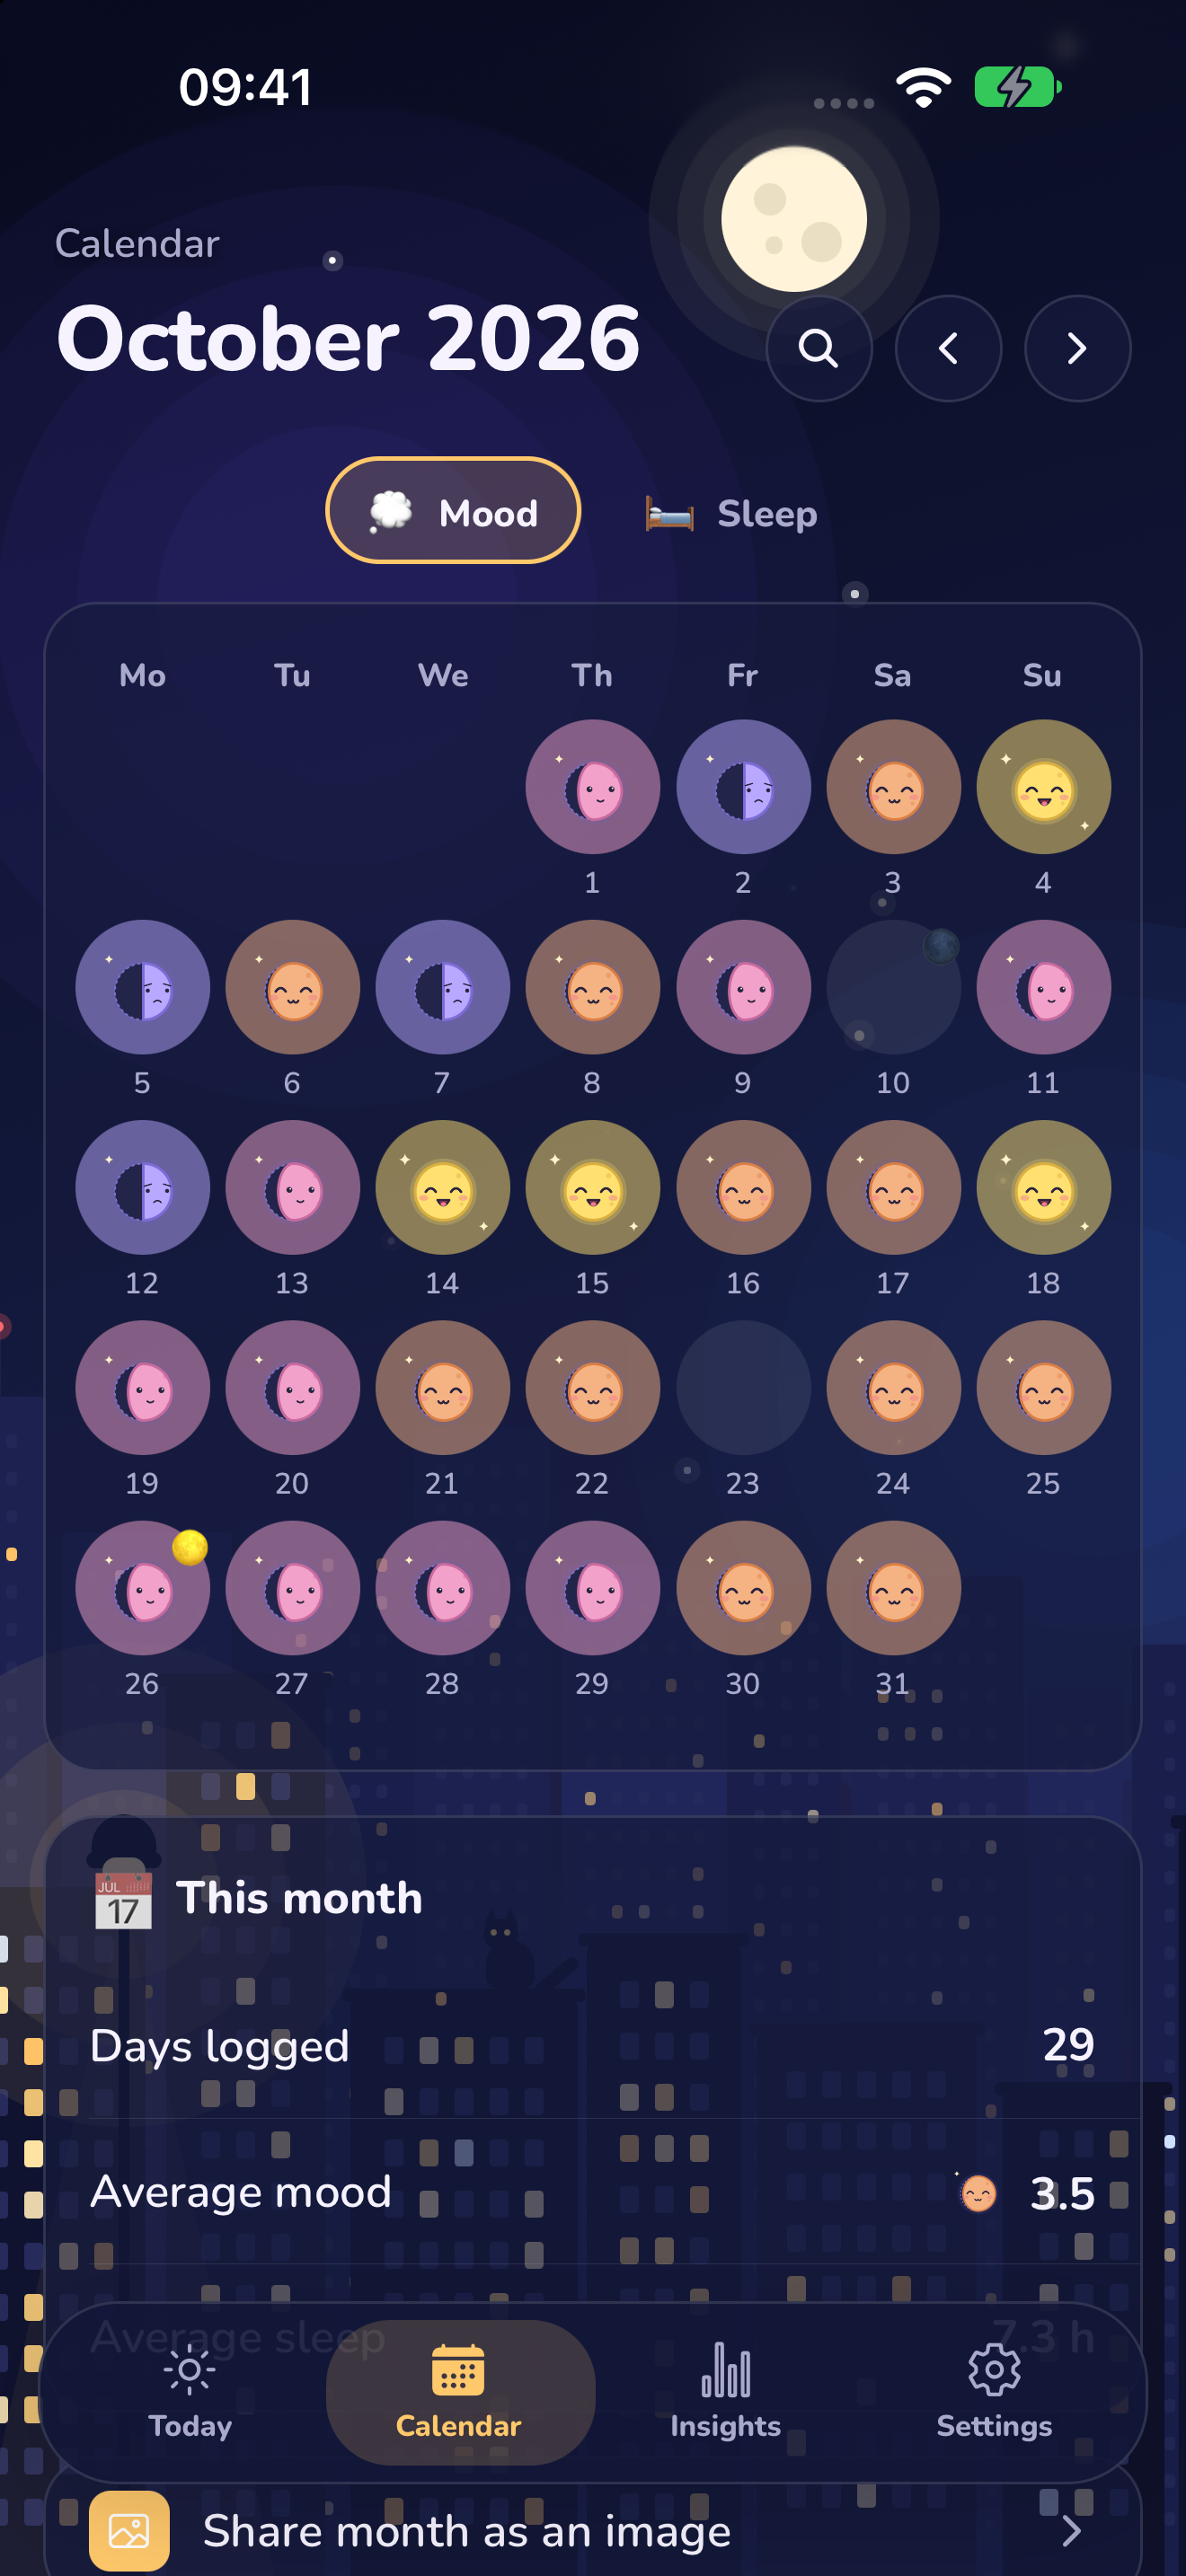 09:41
Calendar
October 2026
Mood Sleep
Mo Tu We Th Fr Sa Su
1 2 3 4
5 6 7 8 9 10 11
12 13 14 15 16 17 18
19 20 21 22 23 24 25
26 27 28 29 30 31
JUL
17
This month
Days logged 29
Average mood 3.5
Average sleep 7.3 h
Today Calendar Insights Settings
Share month as an image